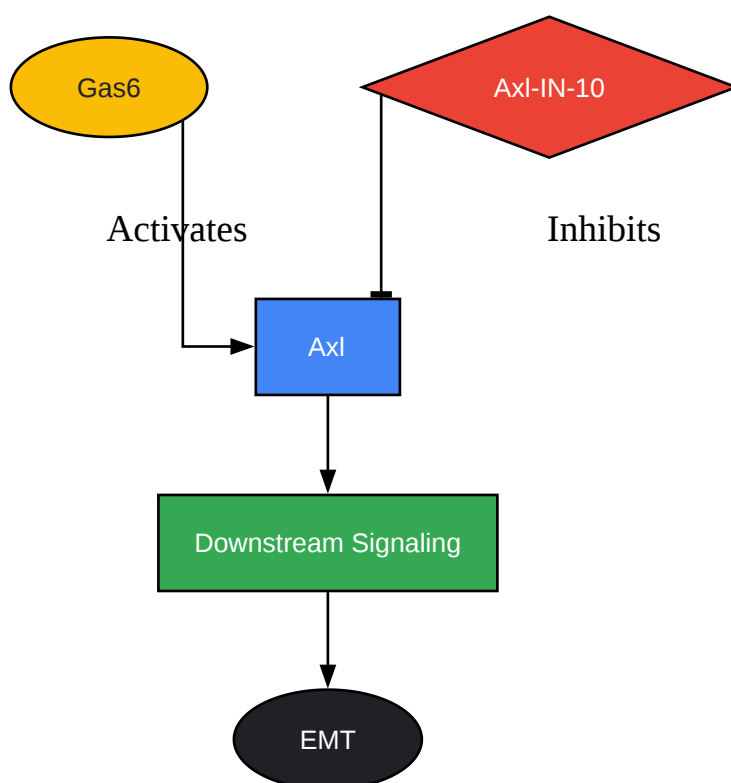 Gas6
Axl-IN-10
Activates
Inhibits
Axl
Downstream Signaling
EMT